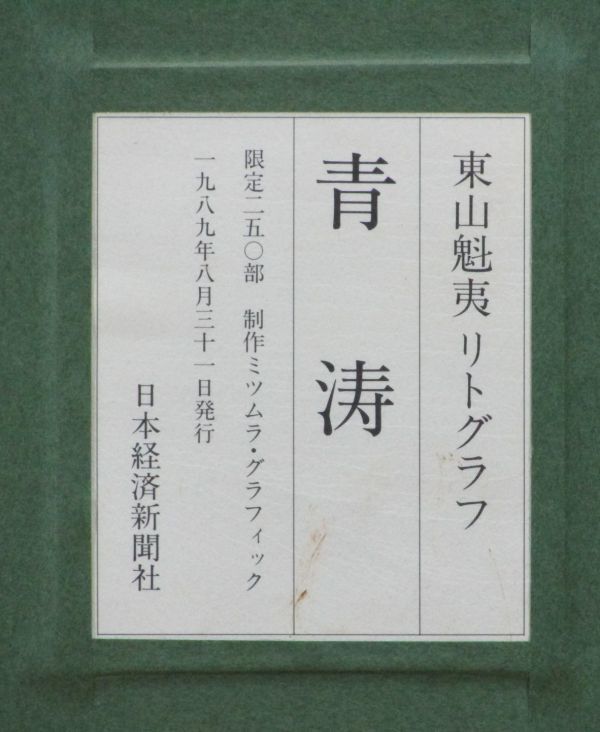 東山魁夷 リトグラフ
青涛
限定二五〇部 制作ミツムラ・グラフィック
一九八九年八月三十一日発行
日本経済新聞社